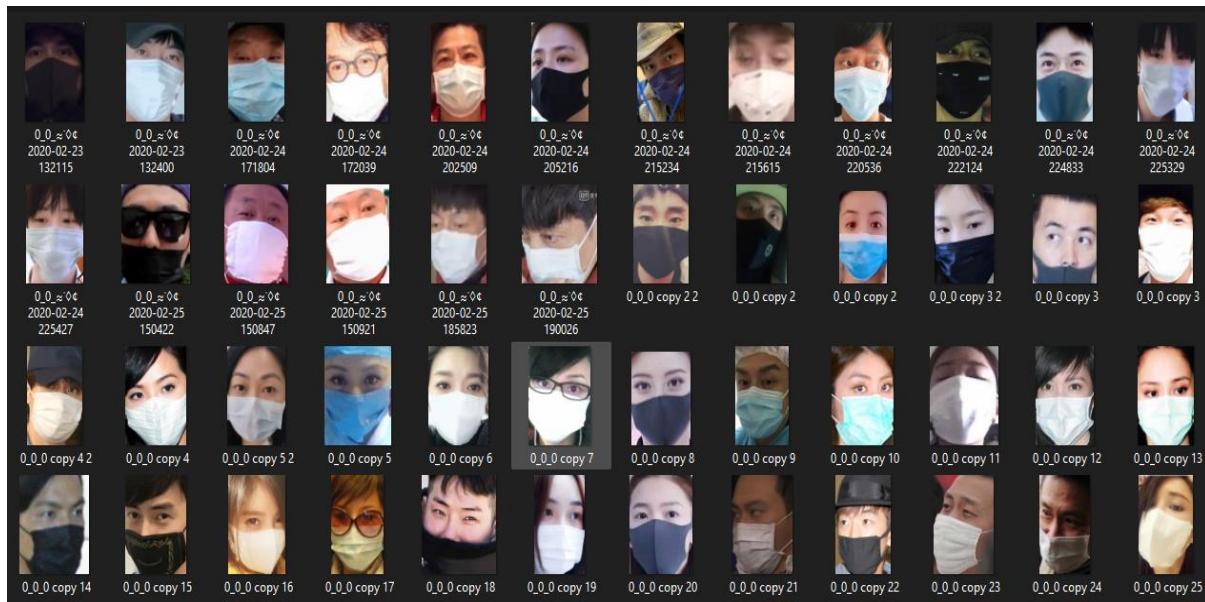 0_0_≈°◊¢ 2020-02-23 132115
0_0_≈°◊¢ 2020-02-23 132400
0_0_≈°◊¢ 2020-02-24 171804
0_0_≈°◊¢ 2020-02-24 172039
0_0_≈°◊¢ 2020-02-24 202509
0_0_≈°◊¢ 2020-02-24 205216
0_0_≈°◊¢ 2020-02-24 215234
0_0_≈°◊¢ 2020-02-24 215615
0_0_≈°◊¢ 2020-02-24 220536
0_0_≈°◊¢ 2020-02-24 222124
0_0_≈°◊¢ 2020-02-24 224833
0_0_≈°◊¢ 2020-02-24 225329
0_0_≈°◊¢ 2020-02-24 225427
0_0_≈°◊¢ 2020-02-25 150422
0_0_≈°◊¢ 2020-02-25 150847
0_0_≈°◊¢ 2020-02-25 150921
0_0_≈°◊¢ 2020-02-25 185823
0_0_≈°◊¢ 2020-02-25 190026
0_0_0 copy 2 2
0_0_0 copy 2
0_0_0 copy 2
0_0_0 copy 3 2
0_0_0 copy 3
0_0_0 copy 3
0_0_0 copy 4 2
0_0_0 copy 4
0_0_0 copy 5 2
0_0_0 copy 5
0_0_0 copy 6
0_0_0 copy 7
0_0_0 copy 8
0_0_0 copy 9
0_0_0 copy 10
0_0_0 copy 11
0_0_0 copy 12
0_0_0 copy 13
0_0_0 copy 14
0_0_0 copy 15
0_0_0 copy 16
0_0_0 copy 17
0_0_0 copy 18
0_0_0 copy 19
0_0_0 copy 20
0_0_0 copy 21
0_0_0 copy 22
0_0_0 copy 23
0_0_0 copy 24
0_0_0 copy 25